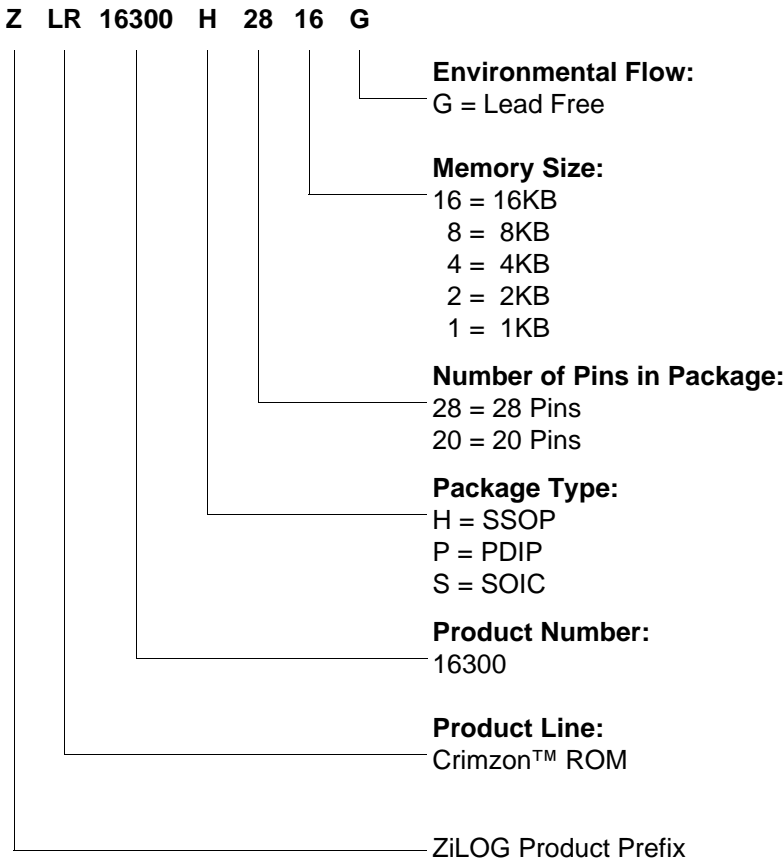 Z LR 16300 H 28 16 G
Environmental Flow:
G = Lead Free
Memory Size:
16 = 16KB
8 = 8KB
4 = 4KB
2 = 2KB
1 = 1KB
Number of Pins in Package:
28 = 28 Pins
20 = 20 Pins
Package Type:
H = SSOP
P = PDIP
S = SOIC
Product Number:
16300
Product Line:
Crimzon™ ROM
ZiLOG Product Prefix